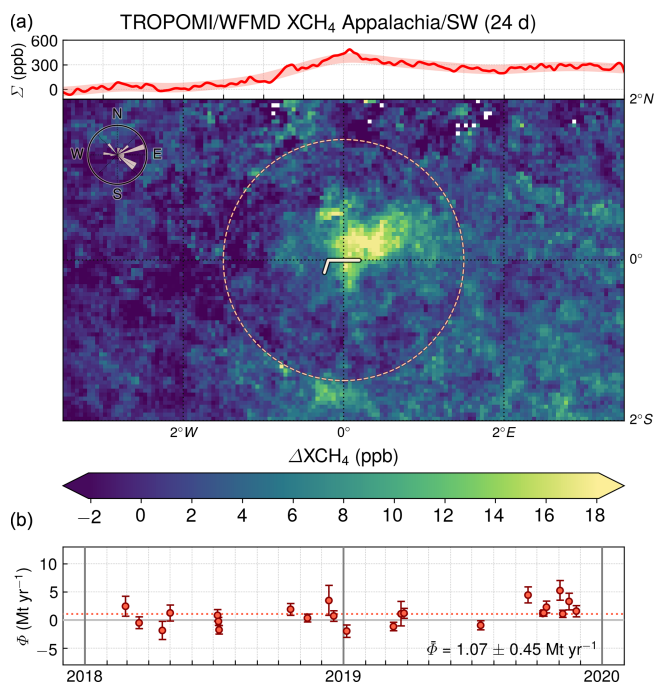 (a)
TROPOMI/WFMD XCH₄ Appalachia/SW (24 d)
600
300
0
Σ (ppb)
2°N
N
W E
S
0°
2°S
2°W 0° 2°E
ΔXCH₄ (ppb)
−2 0 2 4 6 8 10 12 14 16 18
(b)
10
5
0
−5
Φ (Mt yr⁻¹)
Φ̄ = 1.07 ± 0.45 Mt yr⁻¹
2018 2019 2020